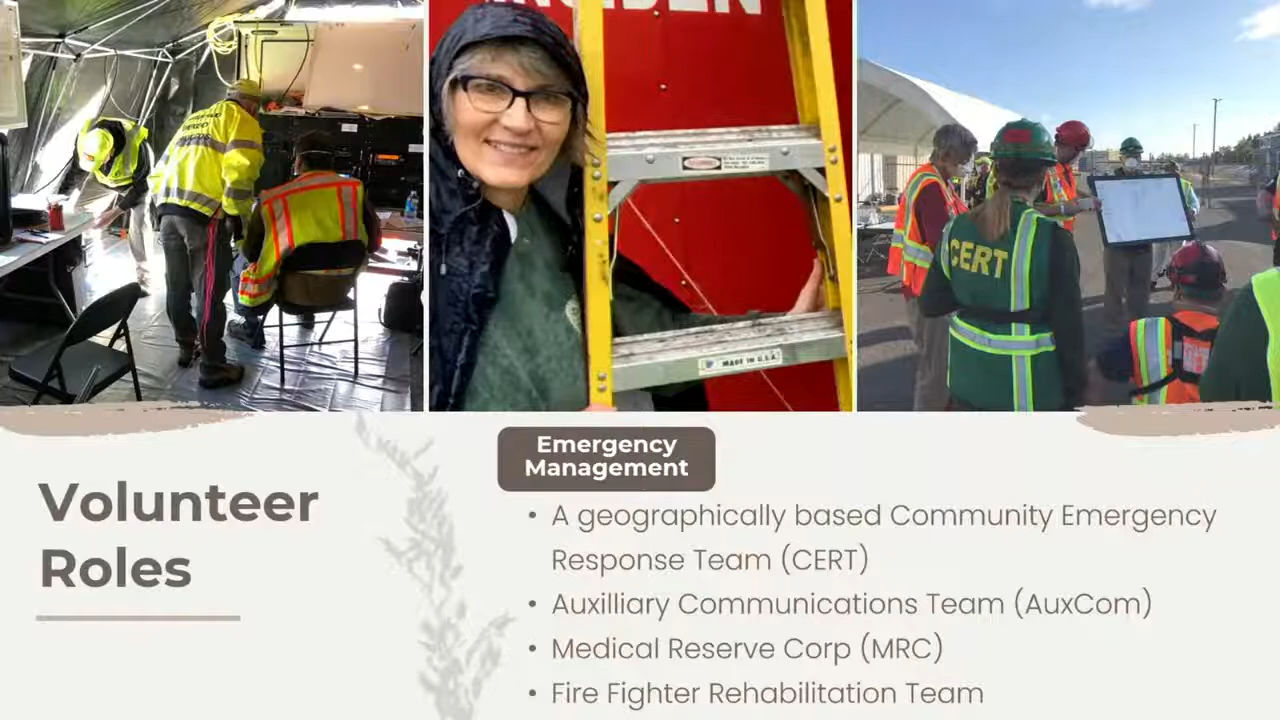 CERT
MADE IN U.S.A.
Volunteer
Roles
Emergency
Management
• A geographically based Community Emergency
Response Team (CERT)
• Auxilliary Communications Team (AuxCom)
• Medical Reserve Corp (MRC)
• Fire Fighter Rehabilitation Team